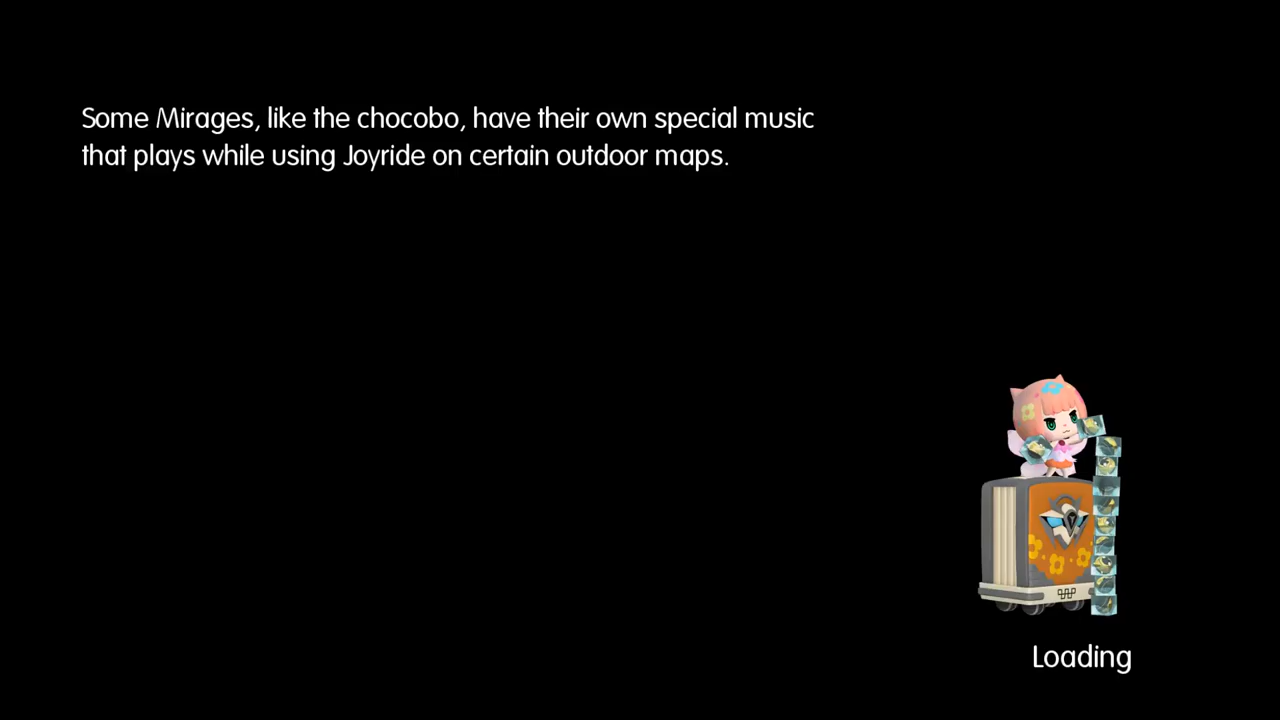 Some Mirages, like the chocobo, have their own special music
that plays while using Joyride on certain outdoor maps.
Loading